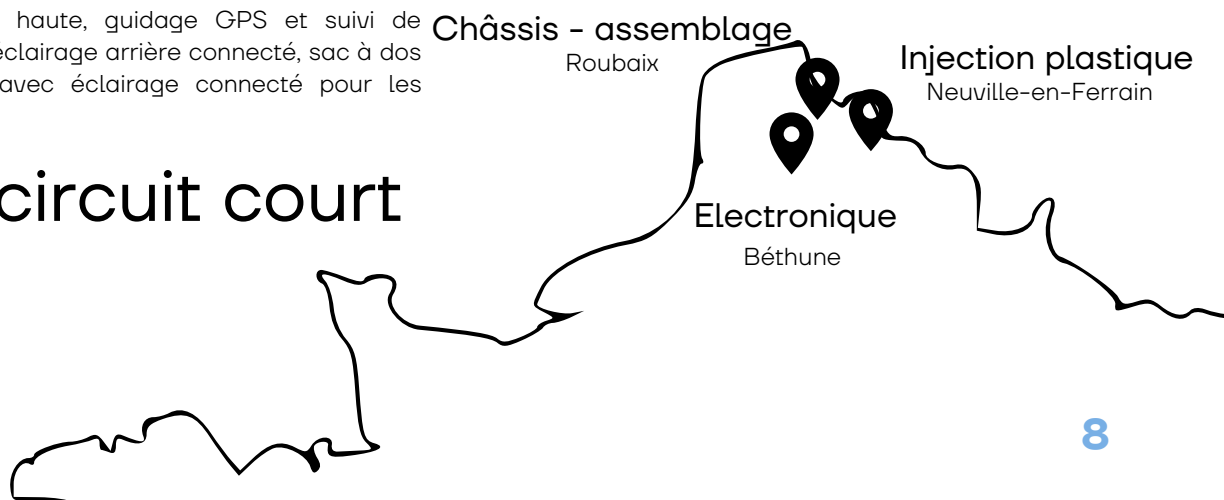 haute, guidage GPS et suivi de
éclairage arrière connecté, sac à dos
avec éclairage connecté pour les
circuit court
Châssis - assemblage
Roubaix
Injection plastique
Neuville-en-Ferrain
Electronique
Béthune
8